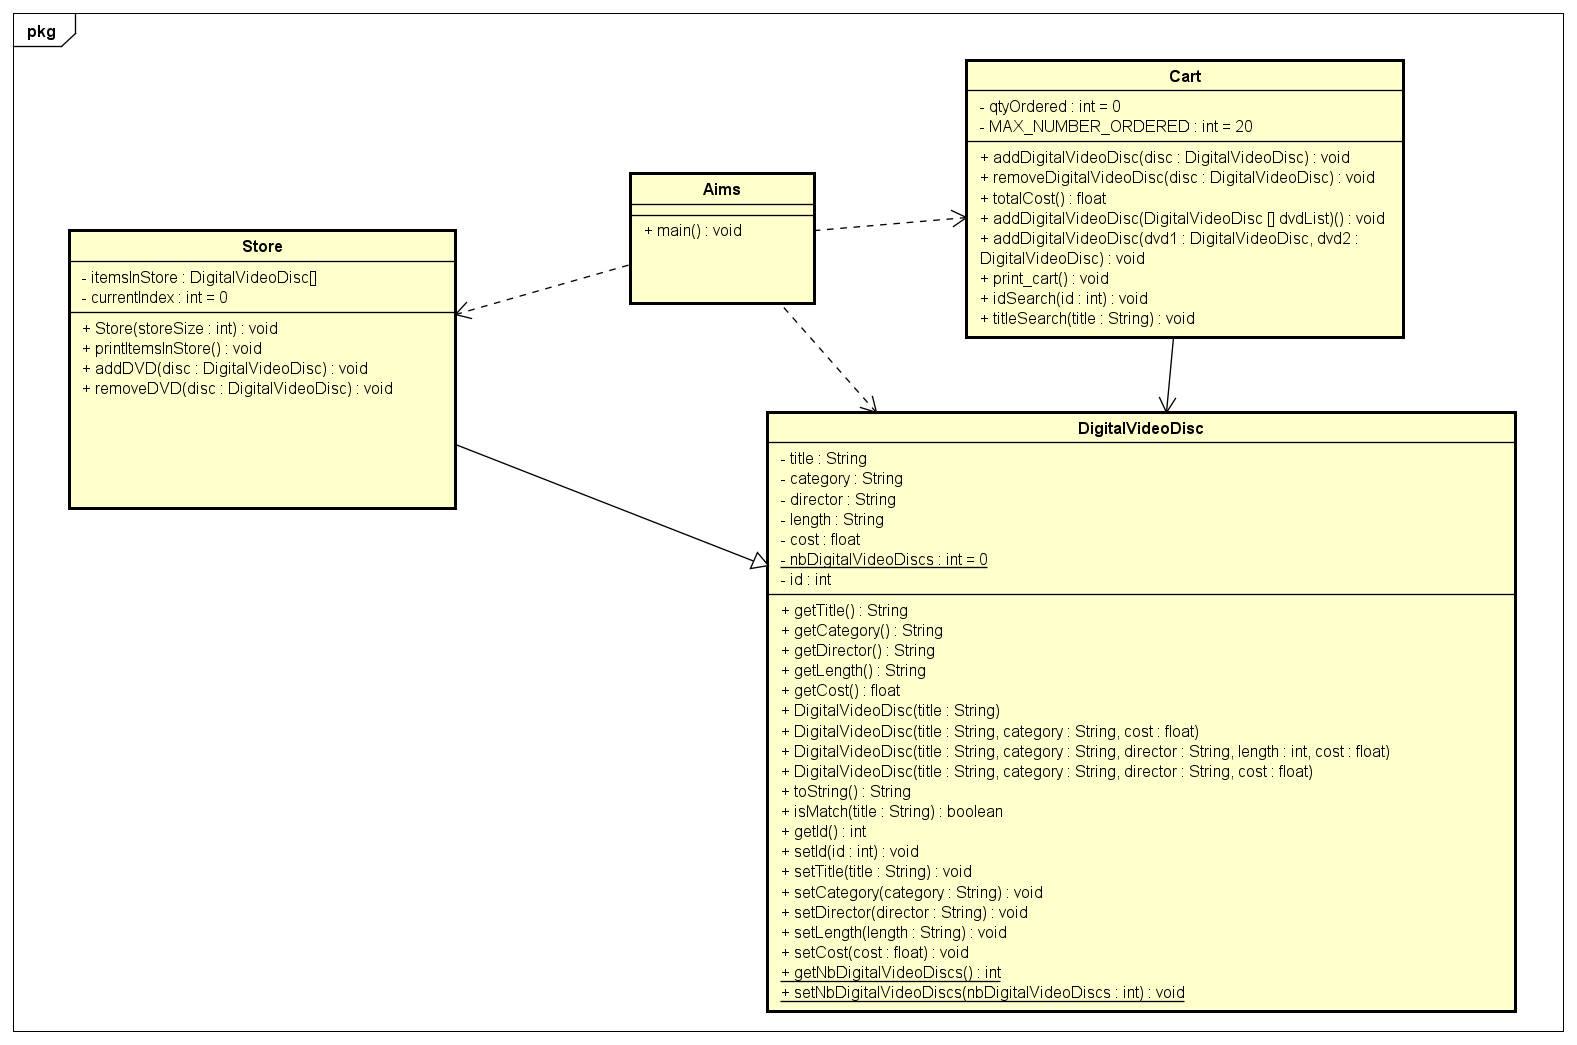 pkg
Cart
- qtyOrdered : int = 0
- MAX_NUMBER_ORDERED : int = 20
+ addDigitalVideoDisc(disc : DigitalVideoDisc) : void
+ removeDigitalVideoDisc(disc : DigitalVideoDisc) : void
+ totalCost() : float
+ addDigitalVideoDisc(DigitalVideoDisc [] dvdList)() : void
+ addDigitalVideoDisc(dvd1 : DigitalVideoDisc, dvd2 :
DigitalVideoDisc) : void
+ print_cart() : void
+ idSearch(id : int) : void
+ titleSearch(title : String) : void
Aims
+ main() : void
Store
- itemsInStore : DigitalVideoDisc[]
- currentIndex : int = 0
+ Store(storeSize : int) : void
+ printItemsInStore() : void
+ addDVD(disc : DigitalVideoDisc) : void
+ removeDVD(disc : DigitalVideoDisc) : void
DigitalVideoDisc
- title : String
- category : String
- director : String
- length : String
- cost : float
- nbDigitalVideoDiscs : int = 0
- id : int
+ getTitle() : String
+ getCategory() : String
+ getDirector() : String
+ getLength() : String
+ getCost() : float
+ DigitalVideoDisc(title : String)
+ DigitalVideoDisc(title : String, category : String, cost : float)
+ DigitalVideoDisc(title : String, category : String, director : String, length : int, cost : float)
+ DigitalVideoDisc(title : String, category : String, director : String, cost : float)
+ toString() : String
+ isMatch(title : String) : boolean
+ getId() : int
+ setId(id : int) : void
+ setTitle(title : String) : void
+ setCategory(category : String) : void
+ setDirector(director : String) : void
+ setLength(length : String) : void
+ setCost(cost : float) : void
+ getNbDigitalVideoDiscs() : int
+ setNbDigitalVideoDiscs(nbDigitalVideoDiscs : int) : void